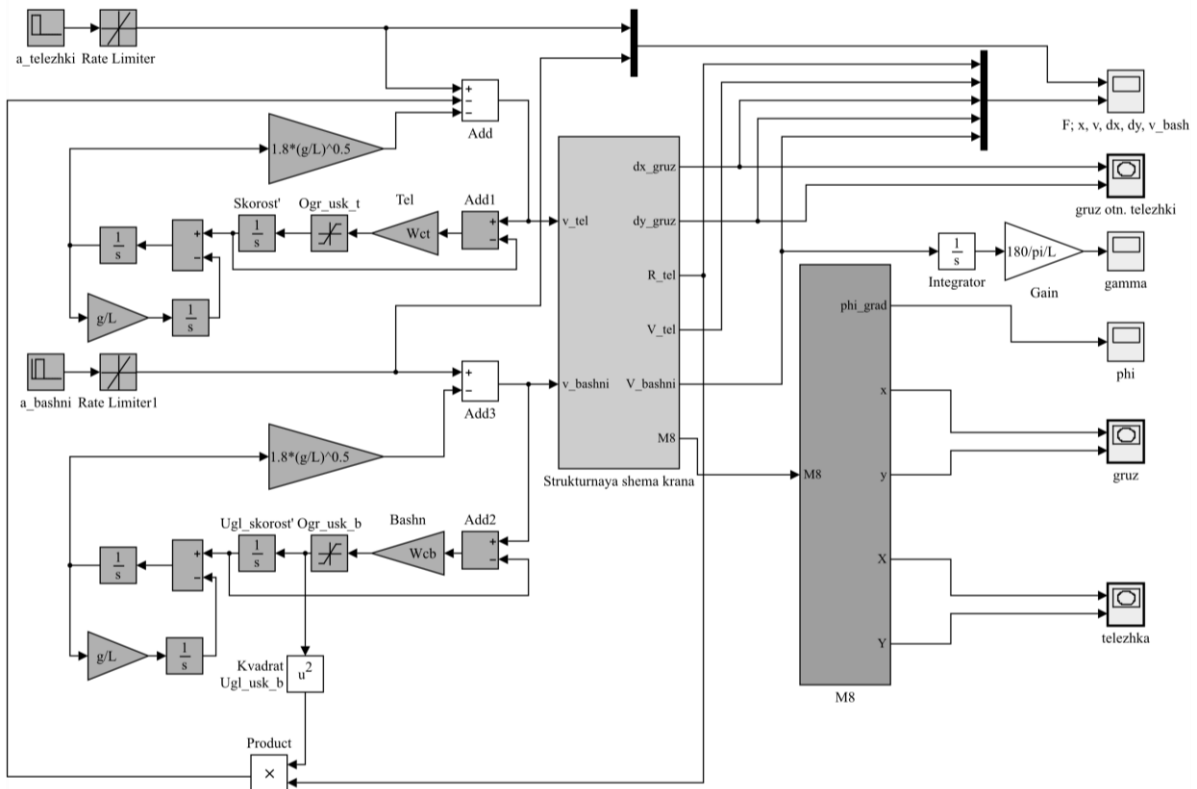 a_telezhki Rate Limiter
+
−
−
Add
F; x, v, dx, dy, v_bash
1.8*(g/L)^0.5
dx_gruz
gruz otn. telezhki
Skorost' Ogr_usk_t Tel Add1
1
s
+
−
1
s
Wct
+
−
v_tel
dy_gruz
1
s
180/pi/L
Integrator
Gain
gamma
R_tel
g/L
1
s
phi_grad
V_tel
phi
a_bashni Rate Limiter1
+
−
Add3
v_bashni V_bashni
x
1.8*(g/L)^0.5
M8
Strukturnaya shema krana
M8
y
gruz
Ugl_skorost' Ogr_usk_b Bashn Add2
1
s
+
−
1
s
Wcb
+
−
X
telezhka
g/L
1
s
Y
Kvadrat
Ugl_usk_b
u2
M8
Product
×